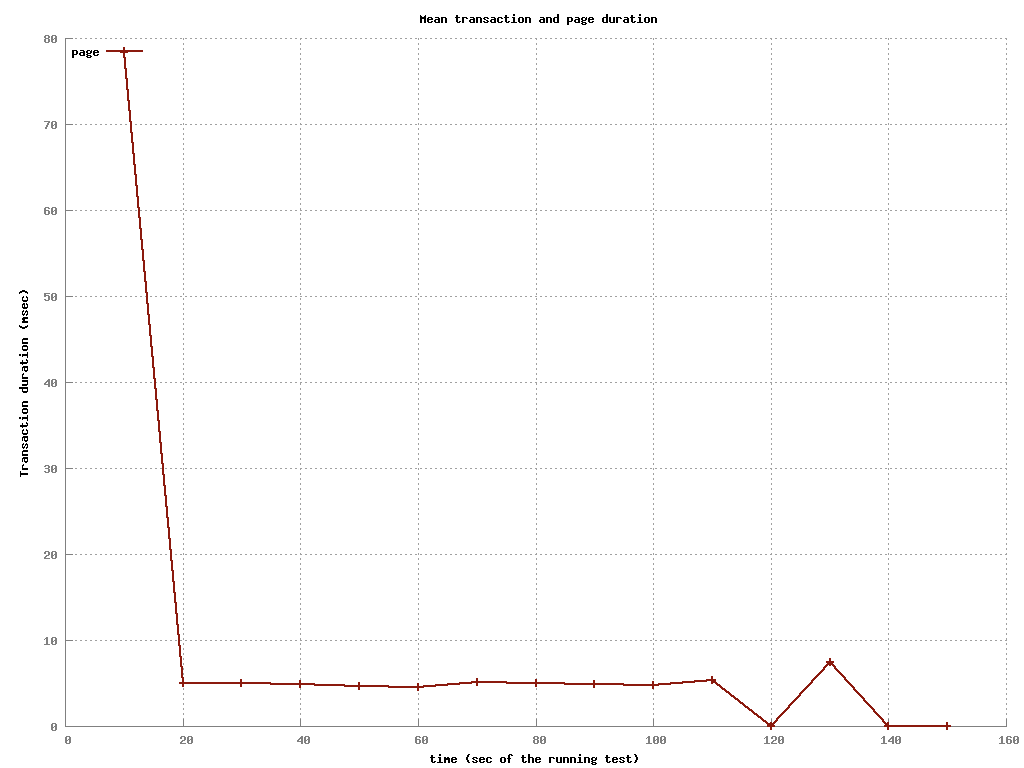 Mean transaction and page duration
page
80
70
60
50
40
30
20
10
0
Transaction duration (msec)
0 20 40 60 80 100 120 140 160
time (sec of the running test)